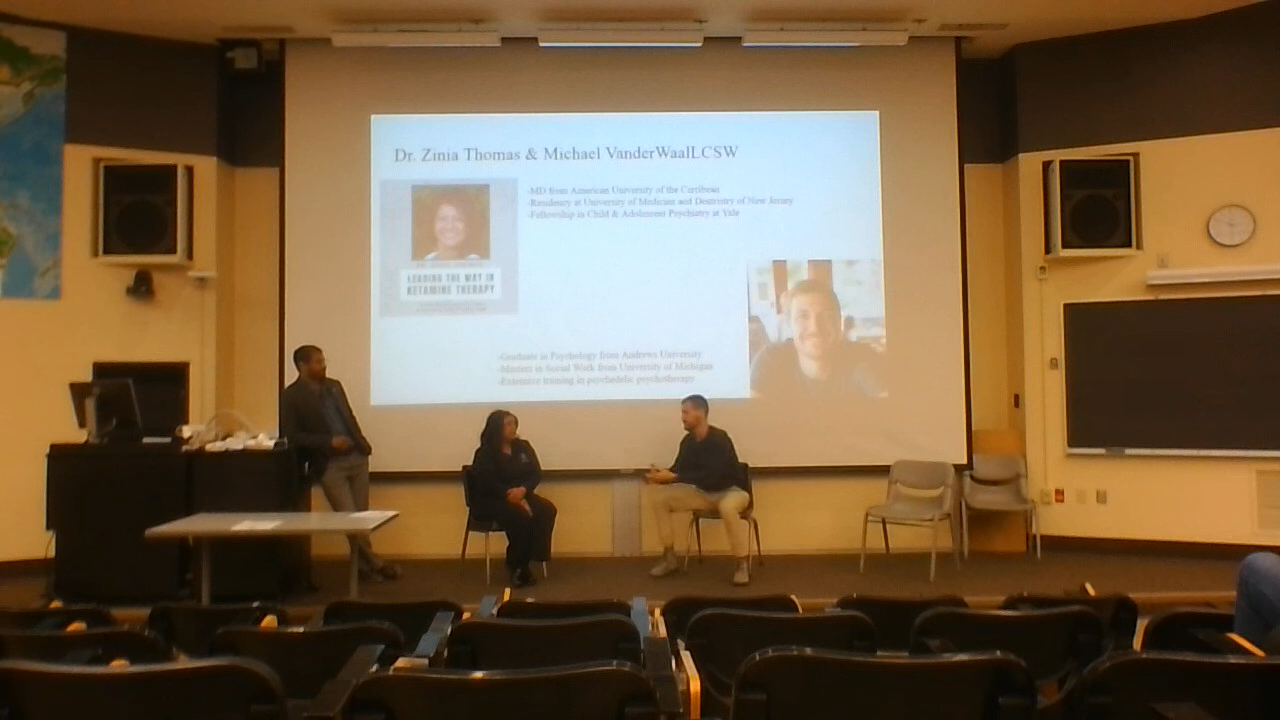 Dr. Zinia Thomas & Michael VanderWaalLCSW
-MD from American University of the Carribean
-Residency at University of Medicine and Dentistry of New Jersey
-Fellowship in Child & Adolescent Psychiatry at Yale
LEADING THE WAY IN
KETAMINE THERAPY
-Graduate in Psychology from Andrews University
-Masters in Social Work from University of Michigan
-Extensive training in psychedelic psychotherapy